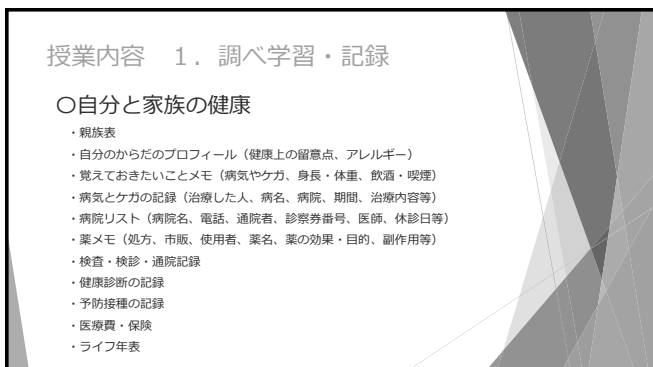 授業内容　１．調べ学習・記録
〇自分と家族の健康
・親族表
・自分のからだのプロフィール（健康上の留意点、アレルギー）
・覚えておきたいことメモ（病気やケガ、身長・体重、飲酒・喫煙）
・病気とケガの記録（治療した人、病名、病院、期間、治療内容等）
・病院リスト（病院名、電話、通院者、診察券番号、医師、休診日等）
・薬メモ（処方、市販、使用者、薬名、薬の効果・目的、副作用等）
・検査・検診・通院記録
・健康診断の記録
・予防接種の記録
・医療費・保険
・ライフ年表